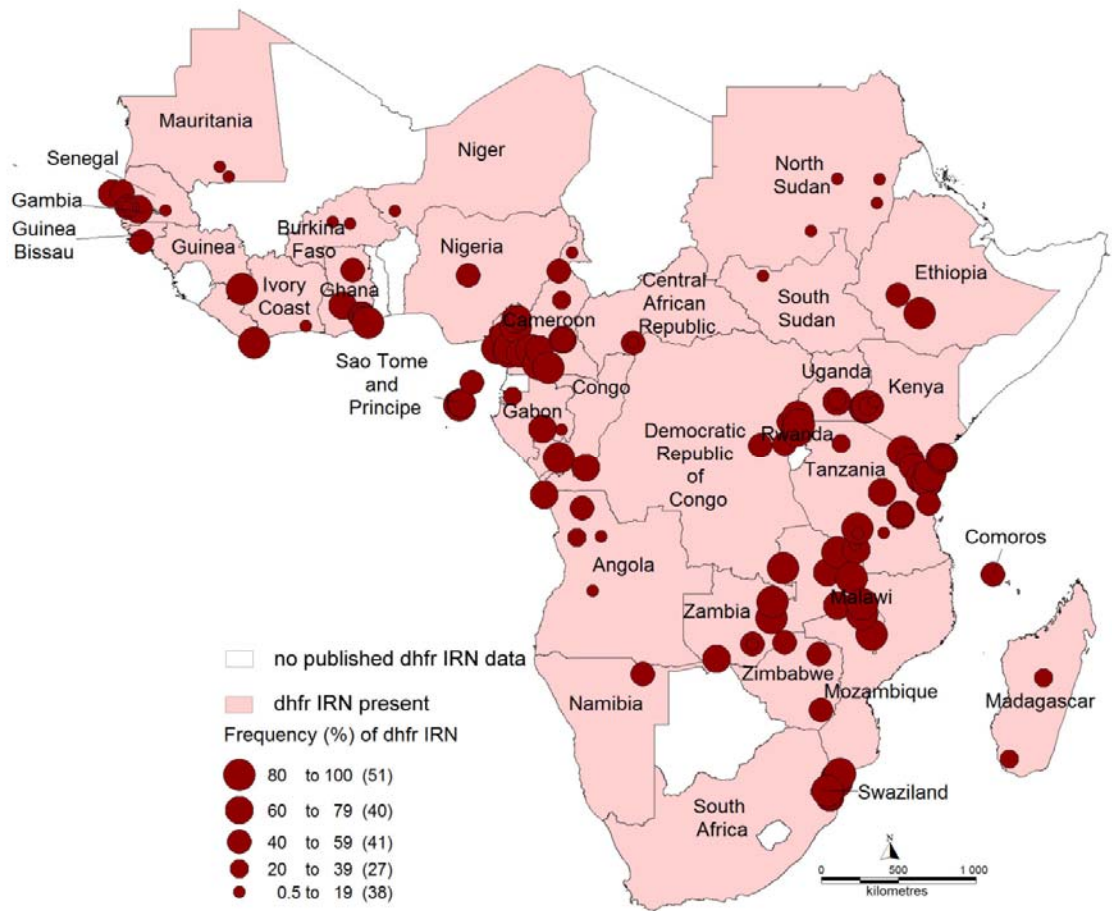 Mauritania
Niger
Senegal
North
Sudan
Gambia
Guinea
Bissau
Guinea
Burkina
Faso
Nigeria
Ivory
Coast
Ghana
Ethiopia
Central
African
Republic
South
Sudan
Cameroon
Sao Tome
and
Principe
Uganda
Kenya
Congo
Gabon
Democratic
Republic
of
Congo
Rwanda
Tanzania
Comoros
Angola
Malawi
Zambia
Zimbabwe
Mozambique
Namibia
Madagascar
South
Africa
Swaziland
no published dhfr IRN data
dhfr IRN present
Frequency (%) of dhfr IRN
80 to 100 (51)
60 to 79 (40)
40 to 59 (41)
20 to 39 (27)
0.5 to 19 (38)
N
0 500 1 000
kilometres